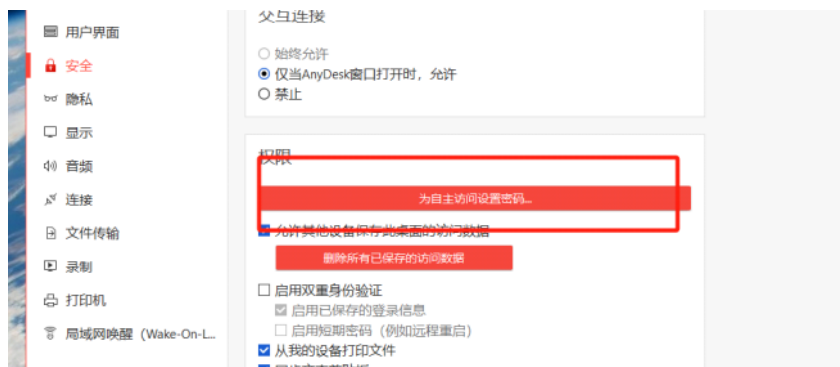 用户界面
安全
隐私
显示
音频
连接
文件传输
录制
打印机
局域网唤醒（Wake-On-L...
交互连接
始终允许
仅当AnyDesk窗口打开时，允许
禁止
权限
为自主访问设置密码...
允许其他设备保存此桌面的访问数据
删除所有已保存的访问数据
启用双重身份验证
启用已保存的登录信息
启用短期密码（例如远程重启）
从我的设备打印文件